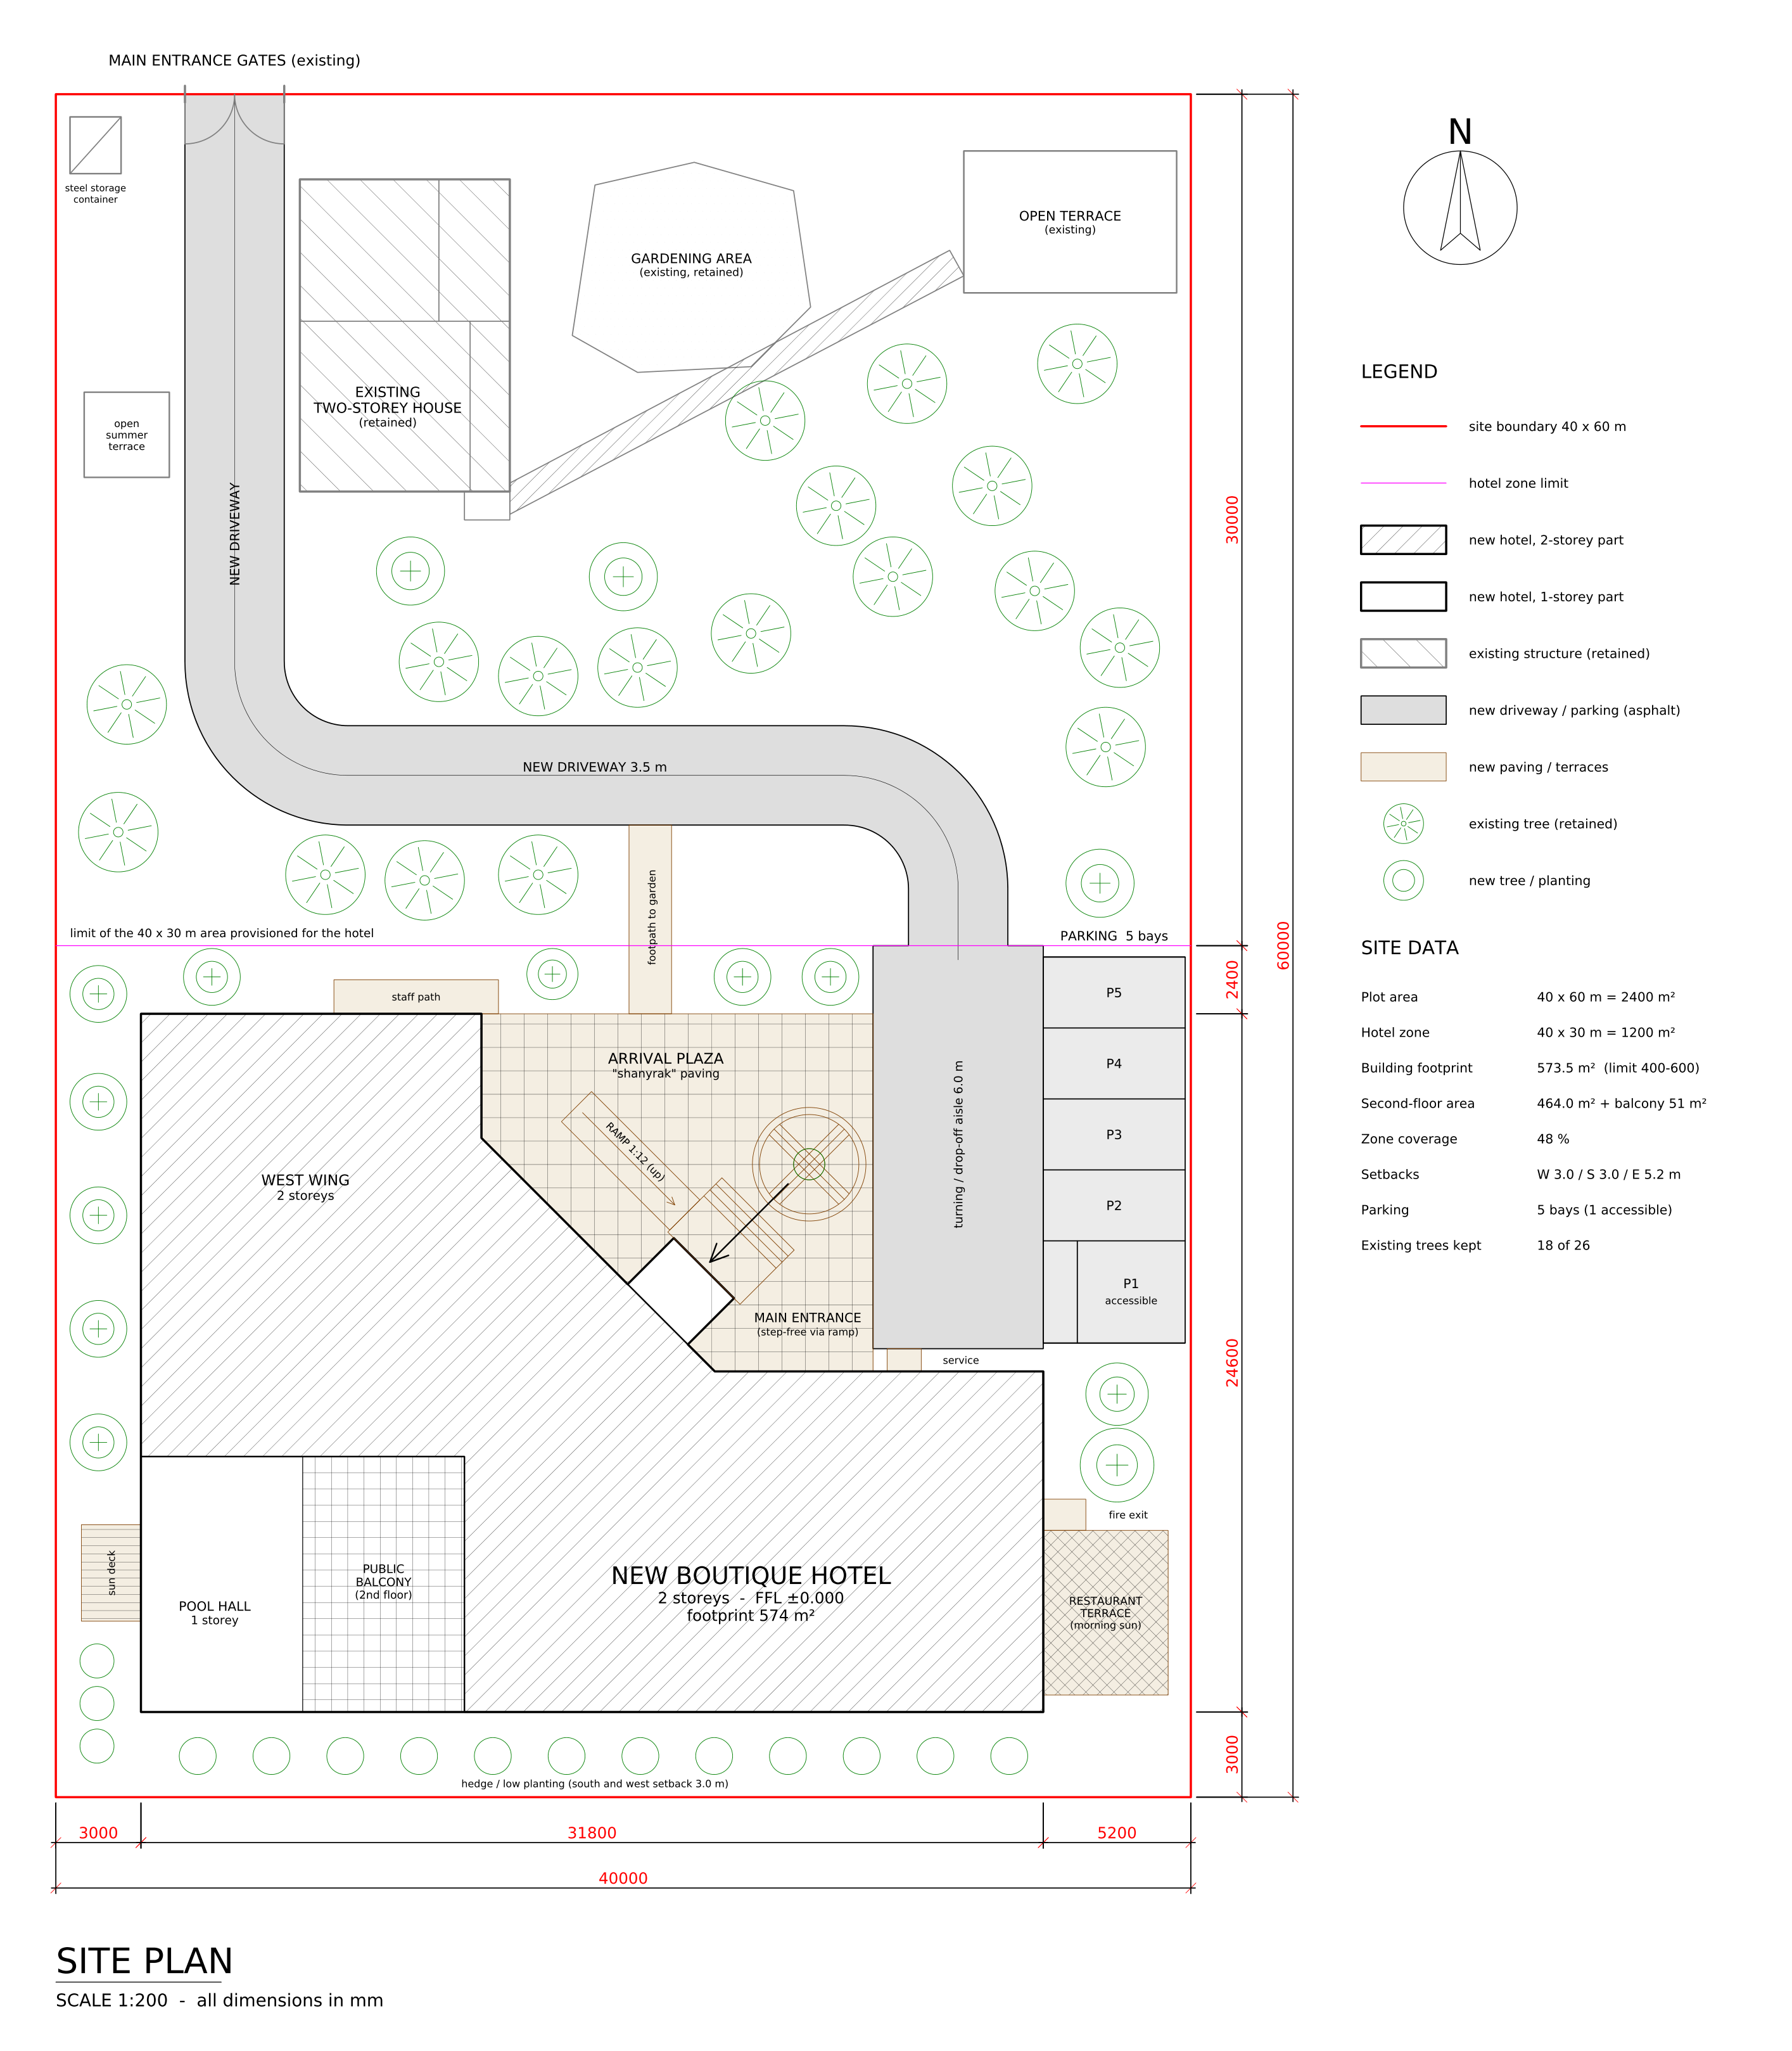 MAIN ENTRANCE GATES (existing)
steel storage
container
N
OPEN TERRACE
(existing)
GARDENING AREA
(existing, retained)
EXISTING
TWO-STOREY HOUSE
(retained)
open
summer
terrace
NEW DRIVEWAY
30000
60000
NEW DRIVEWAY 3.5 m
footpath to garden
limit of the 40 x 30 m area provisioned for the hotel
PARKING  5 bays
2400
staff path
P5
ARRIVAL PLAZA
"shanyrak" paving
P4
RAMP 1:12 (up)
turning / drop-off aisle 6.0 m
P3
WEST WING
2 storeys
P2
P1
accessible
MAIN ENTRANCE
(step-free via ramp)
service
24600
fire exit
sun deck
PUBLIC
BALCONY
(2nd floor)
POOL HALL
1 storey
NEW BOUTIQUE HOTEL
2 storeys  -  FFL ±0.000
footprint 574 m²
RESTAURANT
TERRACE
(morning sun)
3000
hedge / low planting (south and west setback 3.0 m)
3000
31800
5200
40000
LEGEND
site boundary 40 x 60 m
hotel zone limit
new hotel, 2-storey part
new hotel, 1-storey part
existing structure (retained)
new driveway / parking (asphalt)
new paving / terraces
existing tree (retained)
new tree / planting
SITE DATA
Plot area 40 x 60 m = 2400 m²
Hotel zone 40 x 30 m = 1200 m²
Building footprint 573.5 m²  (limit 400-600)
Second-floor area 464.0 m² + balcony 51 m²
Zone coverage 48 %
Setbacks W 3.0 / S 3.0 / E 5.2 m
Parking 5 bays (1 accessible)
Existing trees kept 18 of 26
SITE PLAN
SCALE 1:200  -  all dimensions in mm